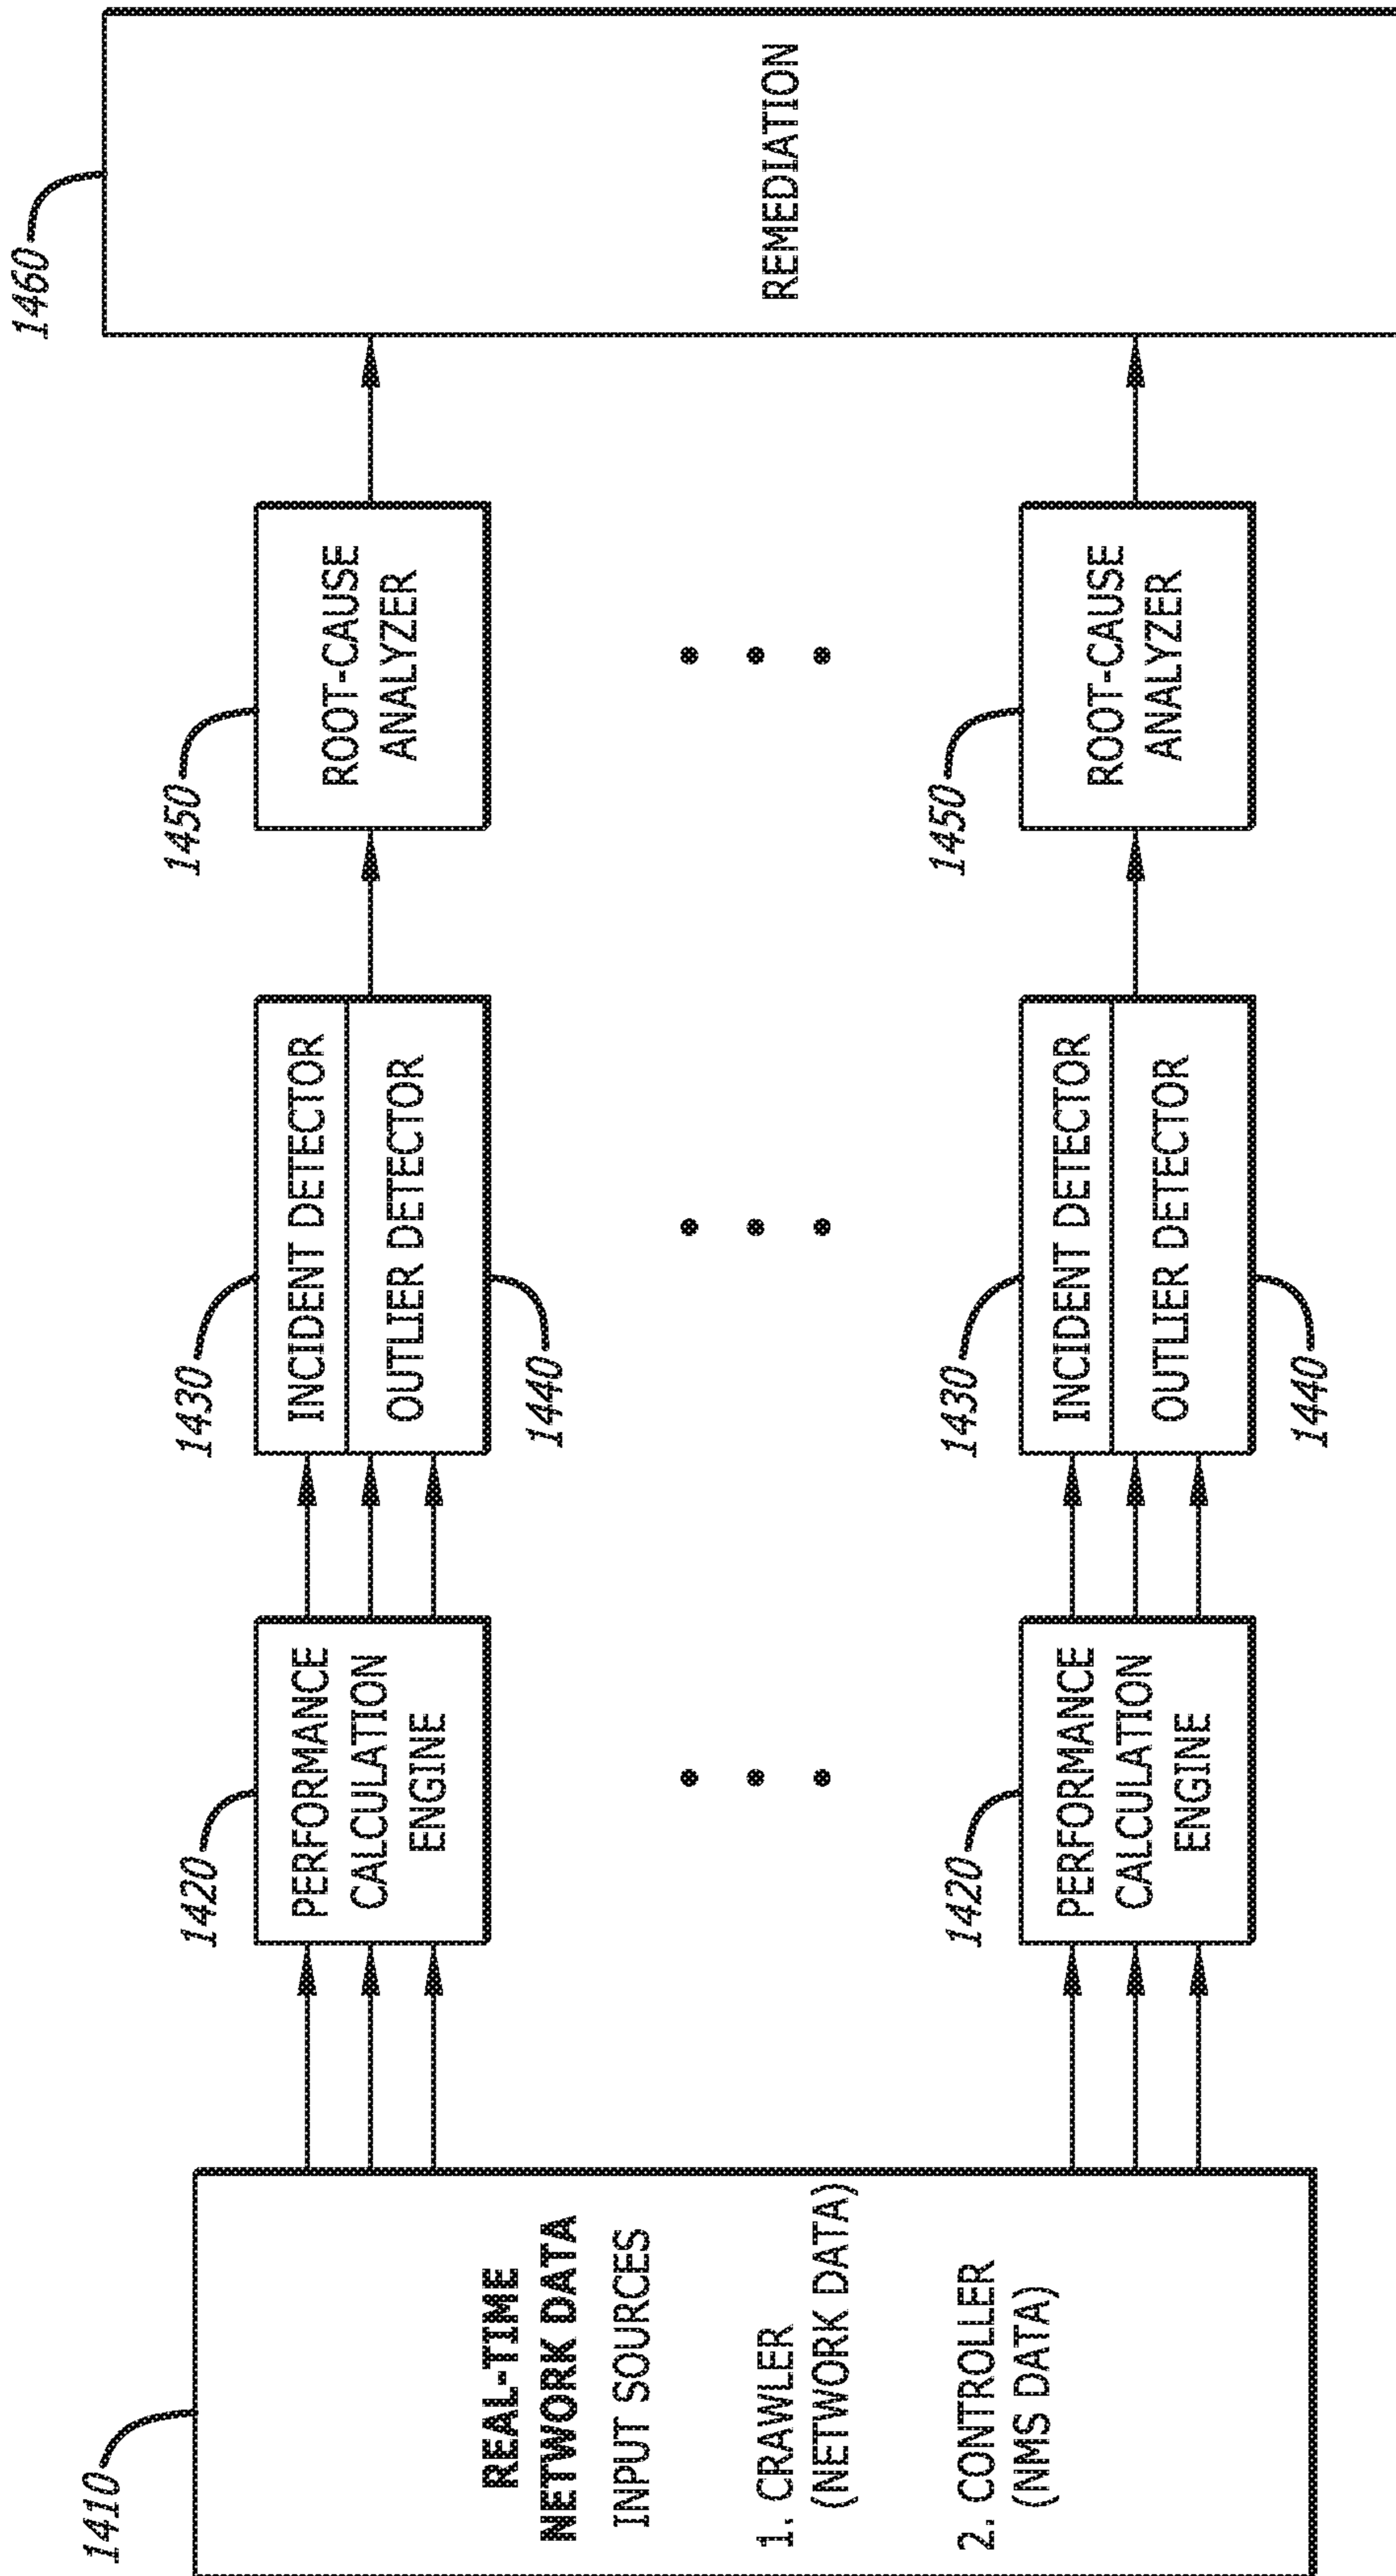 1410
REAL-TIME
NETWORK DATA
INPUT SOURCES
1. CRAWLER
(NETWORK DATA)
2. CONTROLLER
(NMS DATA)
1420
PERFORMANCE
CALCULATION
ENGINE
1430
INCIDENT DETECTOR
OUTLIER DETECTOR
1440
1450
ROOT-CAUSE
ANALYZER
1420
PERFORMANCE
CALCULATION
ENGINE
1430
INCIDENT DETECTOR
OUTLIER DETECTOR
1440
1450
ROOT-CAUSE
ANALYZER
1460
REMEDIATION